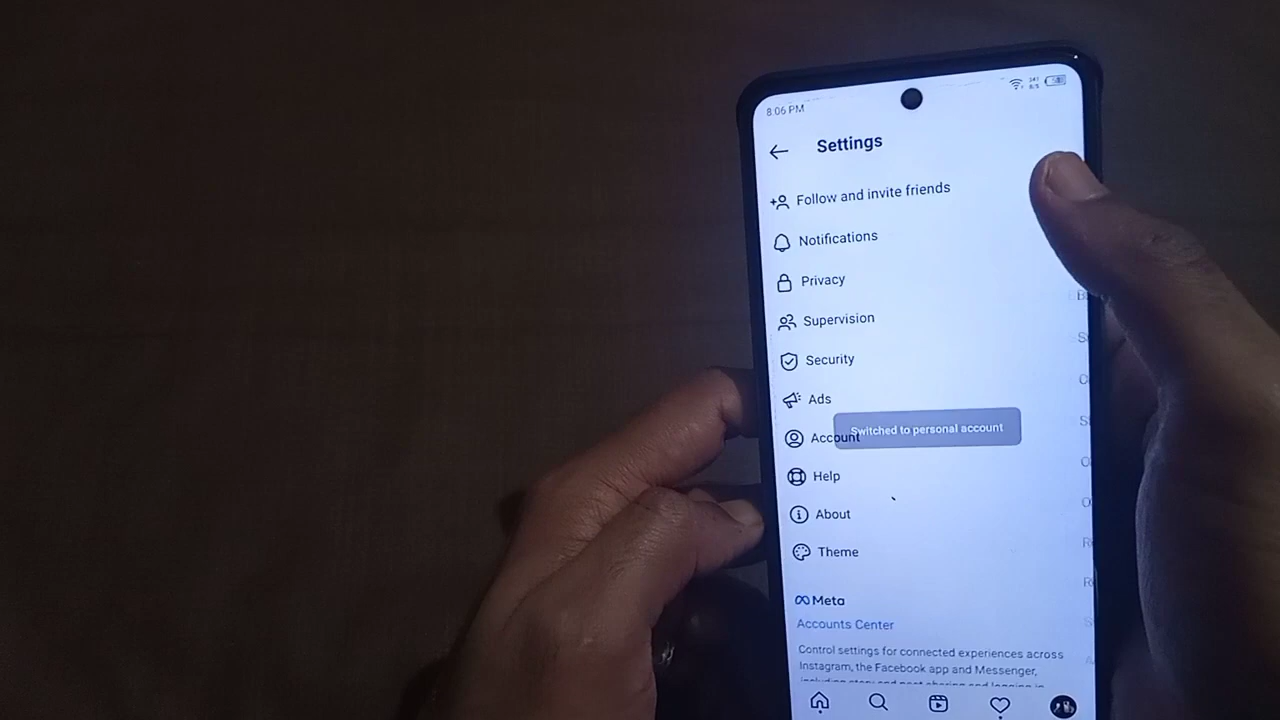 8:06 PM
Settings
Follow and invite friends
Notifications
Privacy
Supervision
Security
Ads
Account
Switched to personal account
Help
About
Theme
Meta
Accounts Center
Control settings for connected experiences across
Instagram, the Facebook app and Messenger,